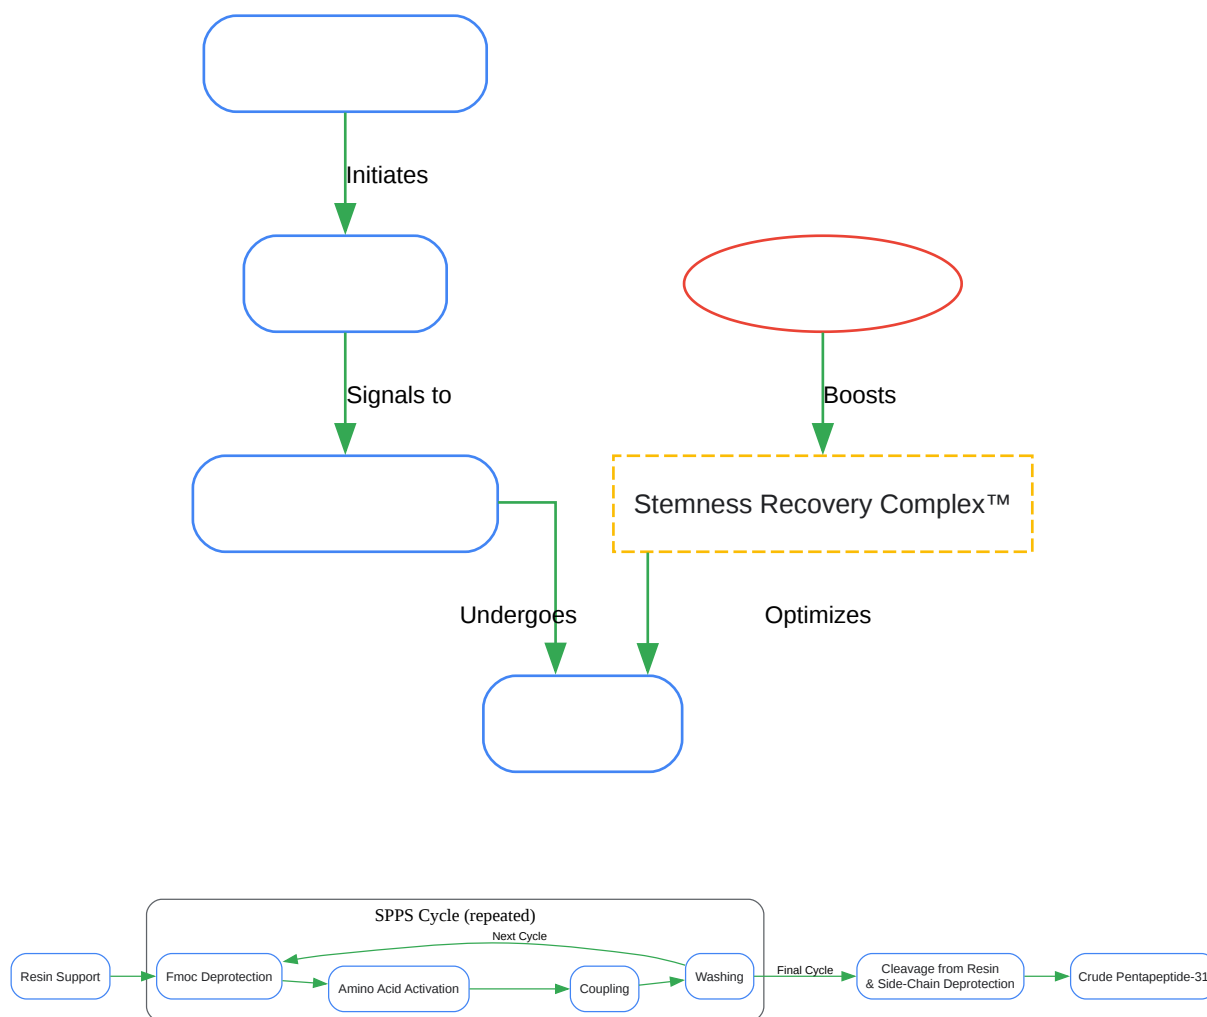 Initiates
Signals to
Boosts
Stemness Recovery Complex™
Undergoes
Optimizes
SPPS Cycle (repeated)
Next Cycle
Resin Support
Fmoc Deprotection
Amino Acid Activation
Coupling
Washing
Final Cycle
Cleavage from Resin
& Side-Chain Deprotection
Crude Pentapeptide-31